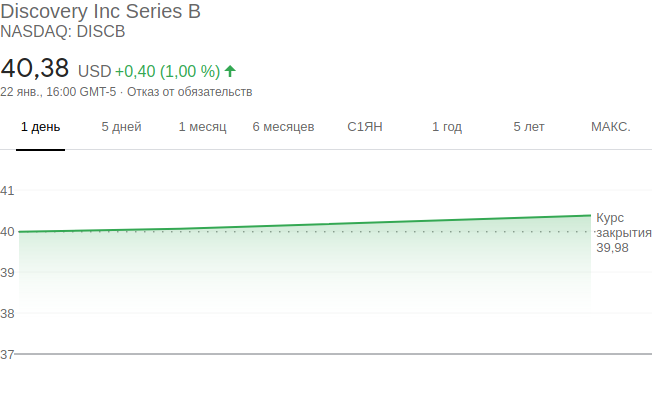 Discovery Inc Series B
NASDAQ: DISCB
40,38 USD +0,40 (1,00 %)
22 янв., 16:00 GMT-5 · Отказ от обязательств
1 день 5 дней 1 месяц 6 месяцев С1ЯН 1 год 5 лет МАКС.
41
40
39
38
37
Курс
закрытия
39,98